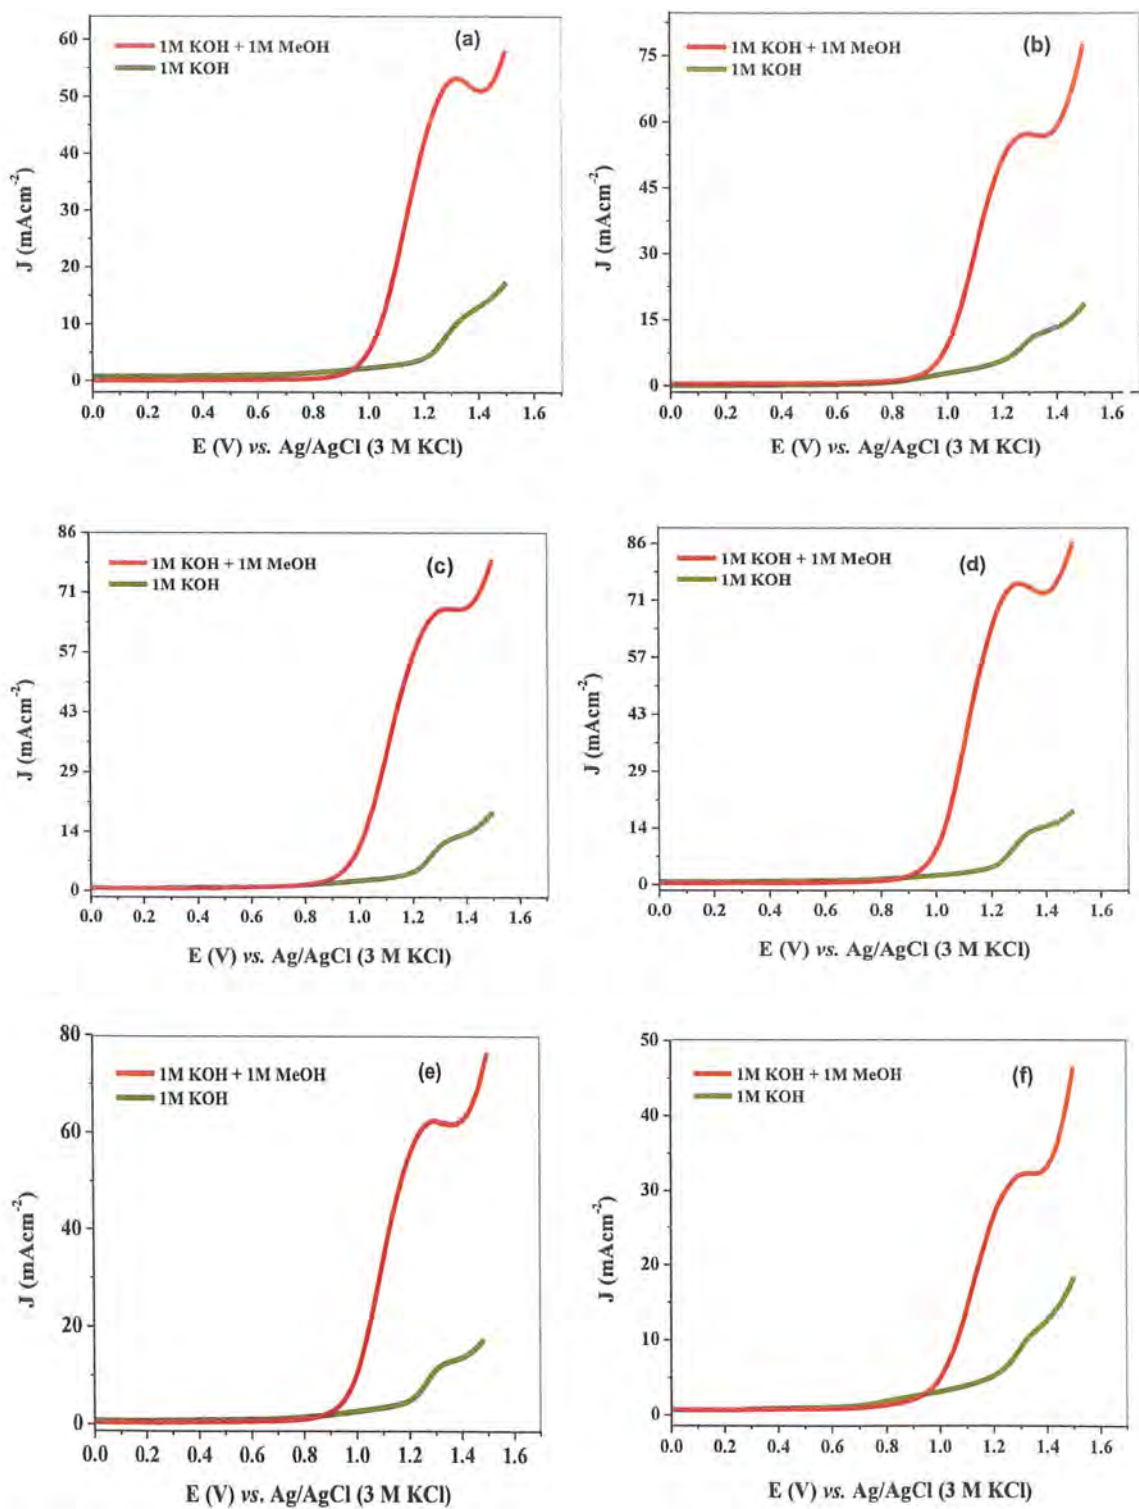 (a)
1M KOH + 1M MeOH
1M KOH
60
50
40
30
20
10
0
J (mAcm-2)
0.0 0.2 0.4 0.6 0.8 1.0 1.2 1.4 1.6
E (V) vs. Ag/AgCl (3 M KCl)
(b)
1M KOH + 1M MeOH
1M KOH
75
60
45
30
15
0
J (mAcm-2)
0.0 0.2 0.4 0.6 0.8 1.0 1.2 1.4 1.6
E (V) vs. Ag/AgCl (3 M KCl)
(c)
1M KOH + 1M MeOH
1M KOH
86
71
57
43
29
14
0
J (mAcm-2)
0.0 0.2 0.4 0.6 0.8 1.0 1.2 1.4 1.6
E (V) vs. Ag/AgCl (3 M KCl)
(d)
1M KOH + 1M MeOH
1M KOH
86
71
57
43
29
14
0
J (mAcm-2)
0.0 0.2 0.4 0.6 0.8 1.0 1.2 1.4 1.6
E (V) vs. Ag/AgCl (3 M KCl)
(e)
1M KOH + 1M MeOH
1M KOH
80
60
40
20
0
J (mAcm-2)
0.0 0.2 0.4 0.6 0.8 1.0 1.2 1.4 1.6
E (V) vs. Ag/AgCl (3 M KCl)
(f)
1M KOH + 1M MeOH
1M KOH
50
40
30
20
10
0
J (mAcm-2)
0.0 0.2 0.4 0.6 0.8 1.0 1.2 1.4 1.6
E (V) vs. Ag/AgCl (3 M KCl)